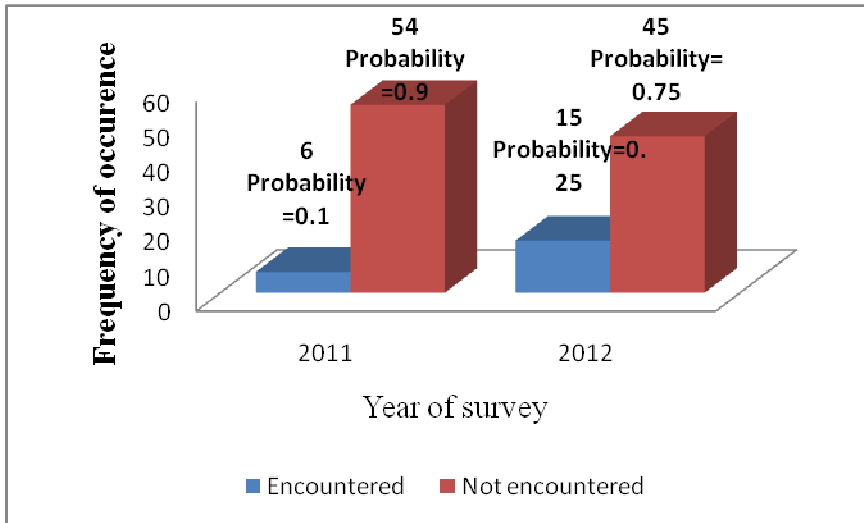 54
Probability
=0.9
45
Probability=
0.75
6
Probability
=0.1
15
Probability=0.
25
Frequency of occurence
60
50
40
30
20
10
0
2011
2012
Year of survey
Encountered
Not encountered